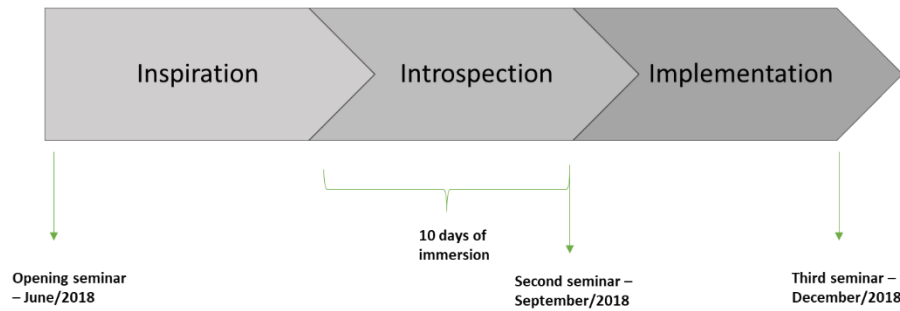 Inspiration
Introspection
Implementation
10 days of
immersion
Opening seminar
– June/2018
Second seminar –
September/2018
Third seminar –
December/2018